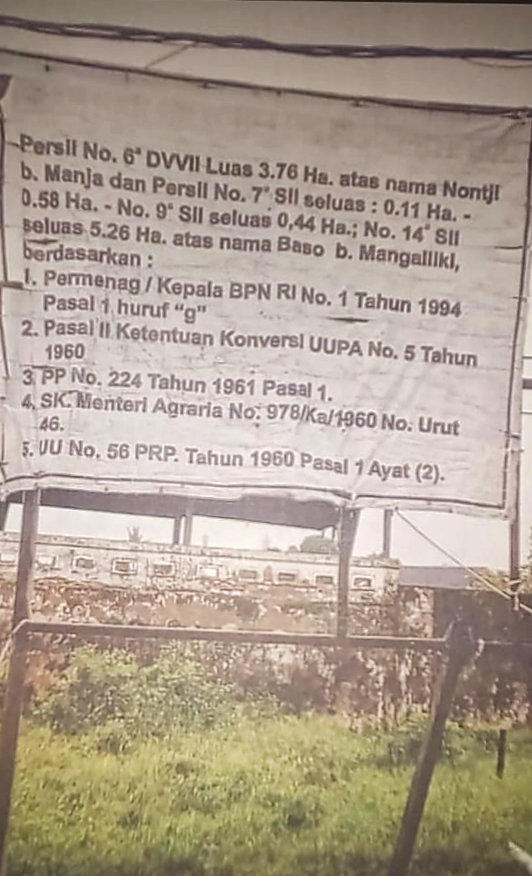 Persil No. 6ª DVVII Luas 3.76 Ha. atas nama Nontji
b. Manja dan Persil No. 7ª SII seluas : 0.11 Ha. -
0.58 Ha. - No. 9ª SII seluas 0,44 Ha.; No. 14ª SII
seluas 5.26 Ha. atas nama Baso b. Mangalliki,
berdasarkan :
1. Permenag / Kepala BPN RI No. 1 Tahun 1994
Pasal 1 huruf "g"
2. Pasal II Ketentuan Konversi UUPA No. 5 Tahun
1960
3. PP No. 224 Tahun 1961 Pasal 1.
4. SK. Menteri Agraria No: 978/Ka/1960 No. Urut
46.
5. UU No. 56 PRP. Tahun 1960 Pasal 1 Ayat (2).